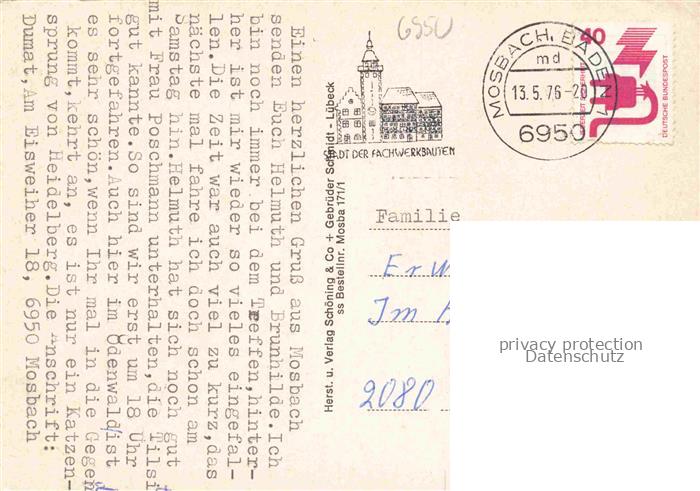 Einen herzlichen Gruß aus Mosbach
senden Euch Helmuth und Brunhilde.Ich
bin noch immer bei dem Treffen,hinter-
her ist mir wieder so vieles eingefal-
len.Die Zeit war auch viel zu kurz,das
nächste mal fahre ich doch schon am
Samstag hin.Helmuth hat sich noch gut
mit Frau Poschmann unterhalten,die Tilsi
gut kannte.So sind wir erst um 18 Uhr
fortgefahren.Auch hier im Odenwald ist
es sehr schön,wenn Ihr mal in die Gegen
kommt,kehrt an, es ist nur ein Katzen-
sprung von Heidelberg.Die Anschrift:
Dumat,Am Eisweiher 18, 6950 Mosbach
Herst. u. Verlag Schöning & Co + Gebrüder Schmidt - Lübeck
ss Bestellnr. Mosba 171/1
6950
STADT DER FACHWERKBAUTEN
MOSBACH, BADEN 1
md
13.5.76-20
6950
40
DEUTSCHE BUNDESPOST
Familie
Erw
Im
2080
privacy protection
Datenschutz